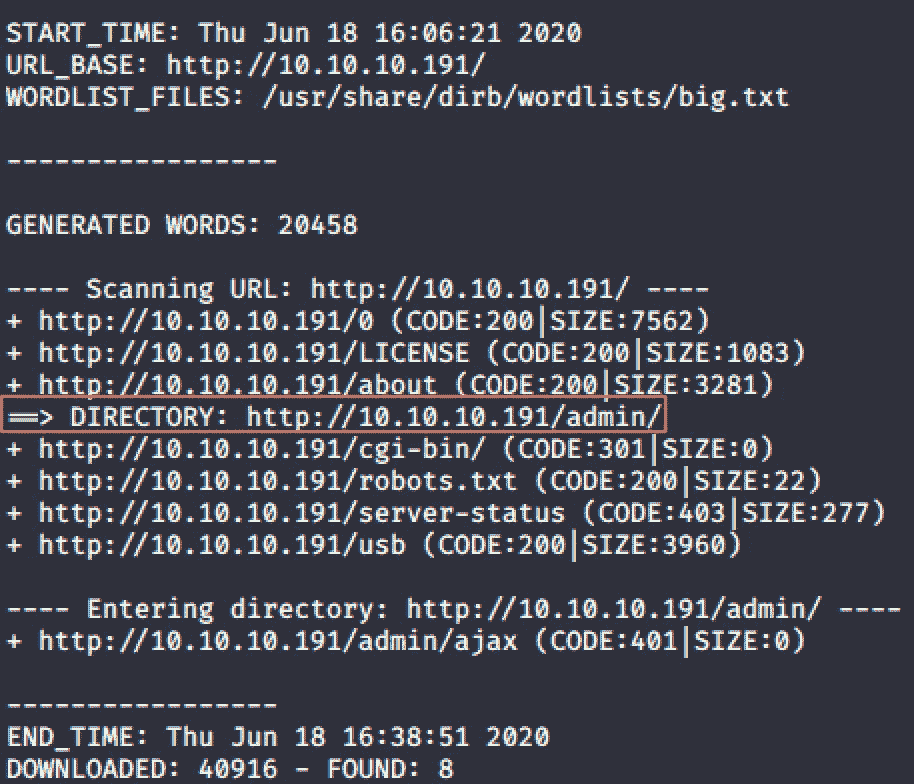 START_TIME: Thu Jun 18 16:06:21 2020
URL_BASE: http://10.10.10.191/
WORDLIST_FILES: /usr/share/dirb/wordlists/big.txt
-----------------
GENERATED WORDS: 20458
---- Scanning URL: http://10.10.10.191/ ----
+ http://10.10.10.191/0 (CODE:200|SIZE:7562)
+ http://10.10.10.191/LICENSE (CODE:200|SIZE:1083)
+ http://10.10.10.191/about (CODE:200|SIZE:3281)
==> DIRECTORY: http://10.10.10.191/admin/
+ http://10.10.10.191/cgi-bin/ (CODE:301|SIZE:0)
+ http://10.10.10.191/robots.txt (CODE:200|SIZE:22)
+ http://10.10.10.191/server-status (CODE:403|SIZE:277)
+ http://10.10.10.191/usb (CODE:200|SIZE:3960)
---- Entering directory: http://10.10.10.191/admin/ ----
+ http://10.10.10.191/admin/ajax (CODE:401|SIZE:0)
-----------------
END_TIME: Thu Jun 18 16:38:51 2020
DOWNLOADED: 40916 - FOUND: 8